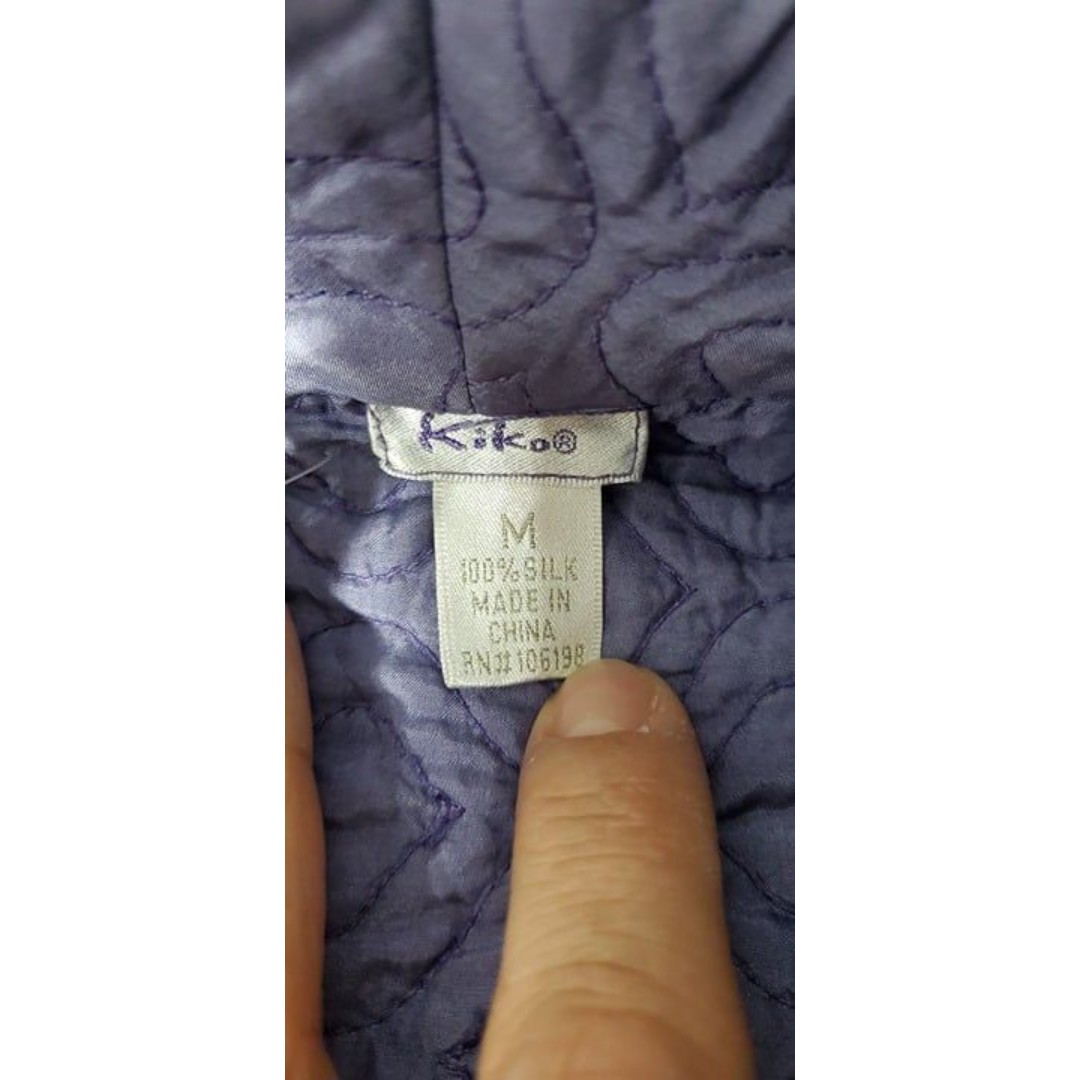 Kiko®
M
100% SILK
MADE IN
CHINA
RN# 106198